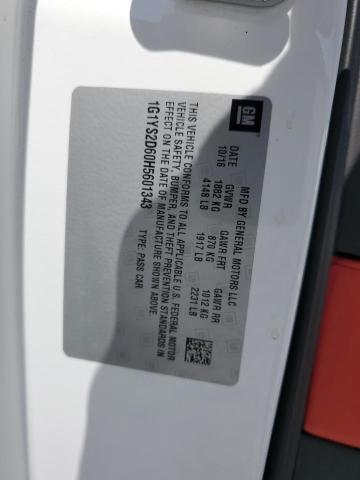 GM
MFD BY GENERAL MOTORS LLC
DATE GVWR GAWR FRT GAWR RR
10/16 1882 KG 870 KG 1012 KG
4148 LB 1917 LB 2231 LB
THIS VEHICLE CONFORMS TO ALL APPLICABLE U.S. FEDERAL MOTOR
VEHICLE SAFETY, BUMPER, AND THEFT PREVENTION STANDARDS IN
EFFECT ON THE DATE OF MANUFACTURE SHOWN ABOVE.
1G1YS2D60H5601343 TYPE: PASS CAR